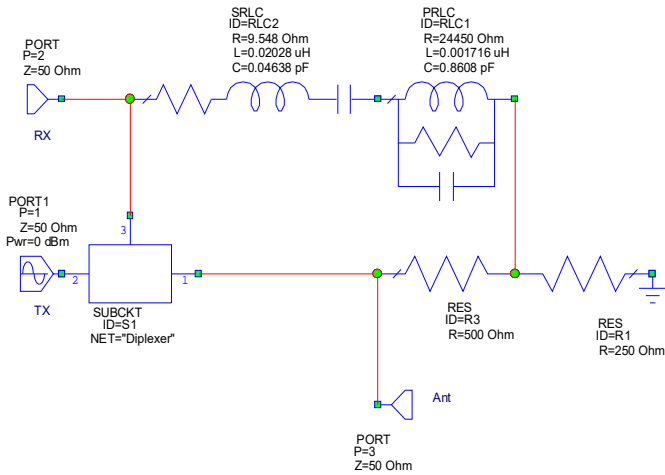 SRLC
ID=RLC2
R=9.548 Ohm
L=0.02028 uH
C=0.04638 pF
PRLC
ID=RLC1
R=24450 Ohm
L=0.001716 uH
C=0.8608 pF
PORT
P=2
Z=50 Ohm
RX
PORT1
P=1
Z=50 Ohm
Pwr=0 dBm
TX
3
2
1
SUBCKT
ID=S1
NET="Diplexer"
RES
ID=R3
R=500 Ohm
RES
ID=R1
R=250 Ohm
Ant
PORT
P=3
Z=50 Ohm